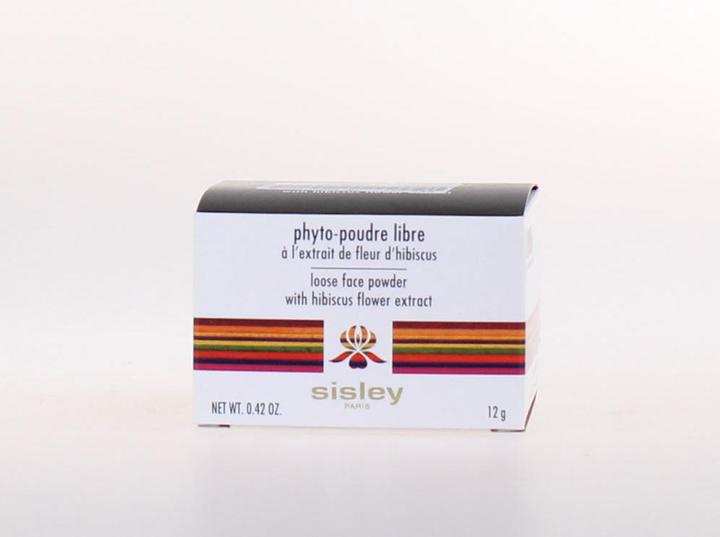 phyto-poudre libre
à l'extrait de fleur d'hibiscus
loose face powder
with hibiscus flower extract
sisley
PARIS
NET WT. 0.42 OZ. 12 g